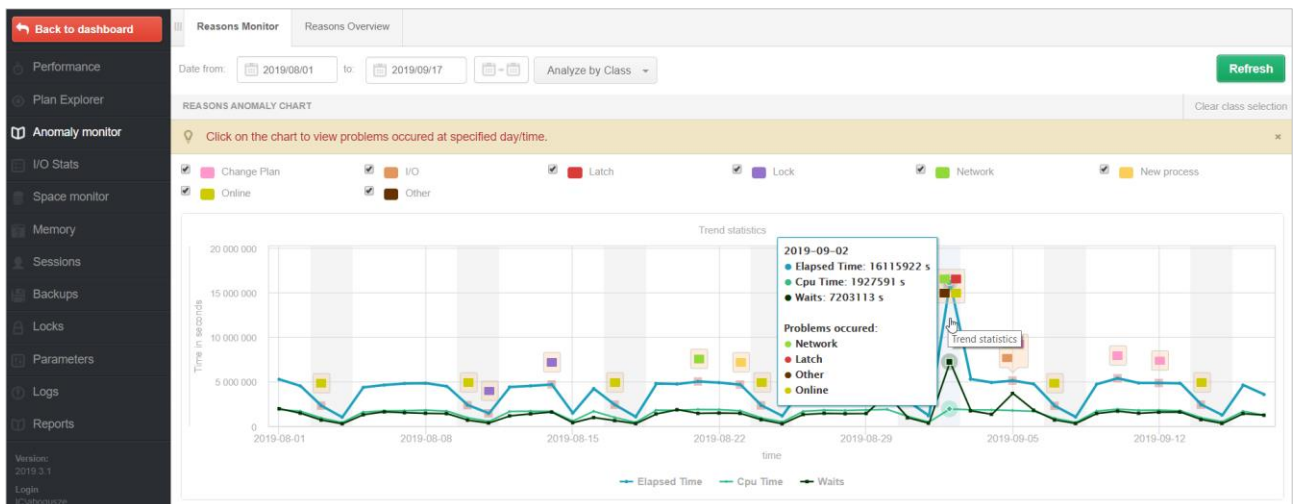 Back to dashboard
Performance
Plan Explorer
Anomaly monitor
I/O Stats
Space monitor
Memory
Sessions
Backups
Locks
Parameters
Logs
Reports
Version:
2019.3.1
Login
Reasons Monitor Reasons Overview
Date from: 2019/08/01 to: 2019/09/17 - Analyze by Class Refresh
REASONS ANOMALY CHART Clear class selection
Click on the chart to view problems occured at specified day/time. ×
Change Plan I/O Latch Lock Network New process
Online Other
Trend statistics
Time in seconds
20 000 000
15 000 000
10 000 000
5 000 000
0
2019-09-02
Elapsed Time: 16115922 s
Cpu Time: 1927591 s
Waits: 7203113 s
Problems occured:
Network
Latch
Other
Online
Trend statistics
2019-08-01 2019-08-08 2019-08-15 2019-08-22 2019-08-29 2019-09-05 2019-09-12
time
Elapsed Time Cpu Time Waits